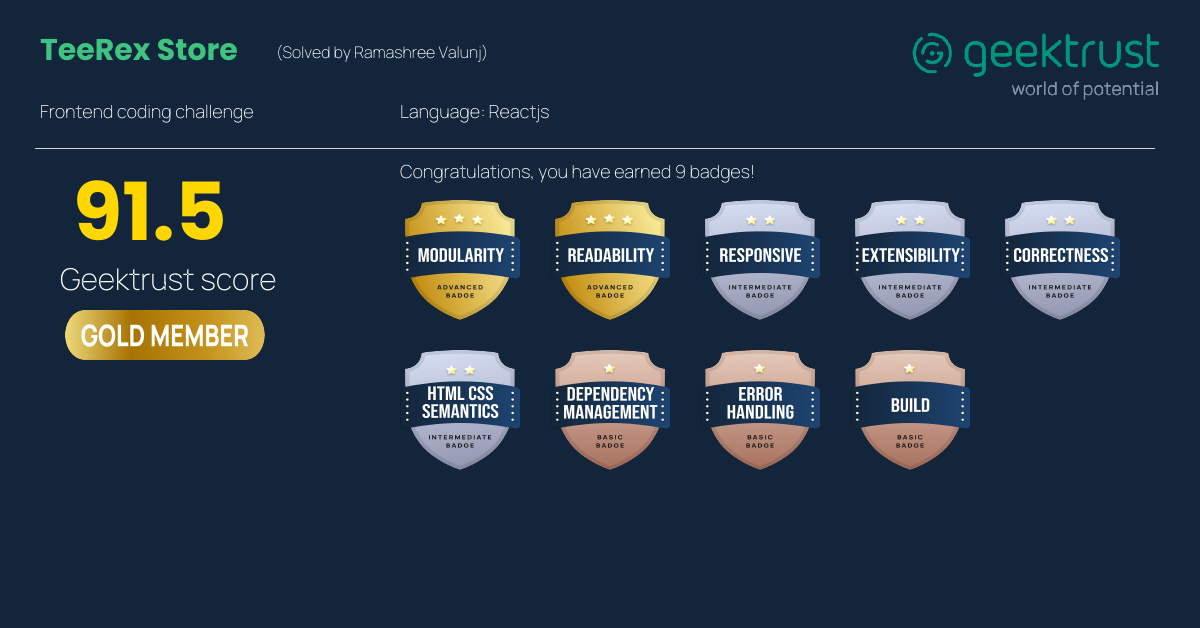 TeeRex Store
(Solved by Ramashree Valunj)
geektrust
world of potential
Frontend coding challenge
Language: Reactjs
Congratulations, you have earned 9 badges!
91.5
Geektrust score
GOLD MEMBER
MODULARITY
ADVANCED
BADGE
READABILITY
ADVANCED
BADGE
RESPONSIVE
INTERMEDIATE
BADGE
EXTENSIBILITY
INTERMEDIATE
BADGE
CORRECTNESS
INTERMEDIATE
BADGE
HTML CSS
SEMANTICS
INTERMEDIATE
BADGE
DEPENDENCY
MANAGEMENT
BASIC
BADGE
ERROR
HANDLING
BASIC
BADGE
BUILD
BASIC
BADGE